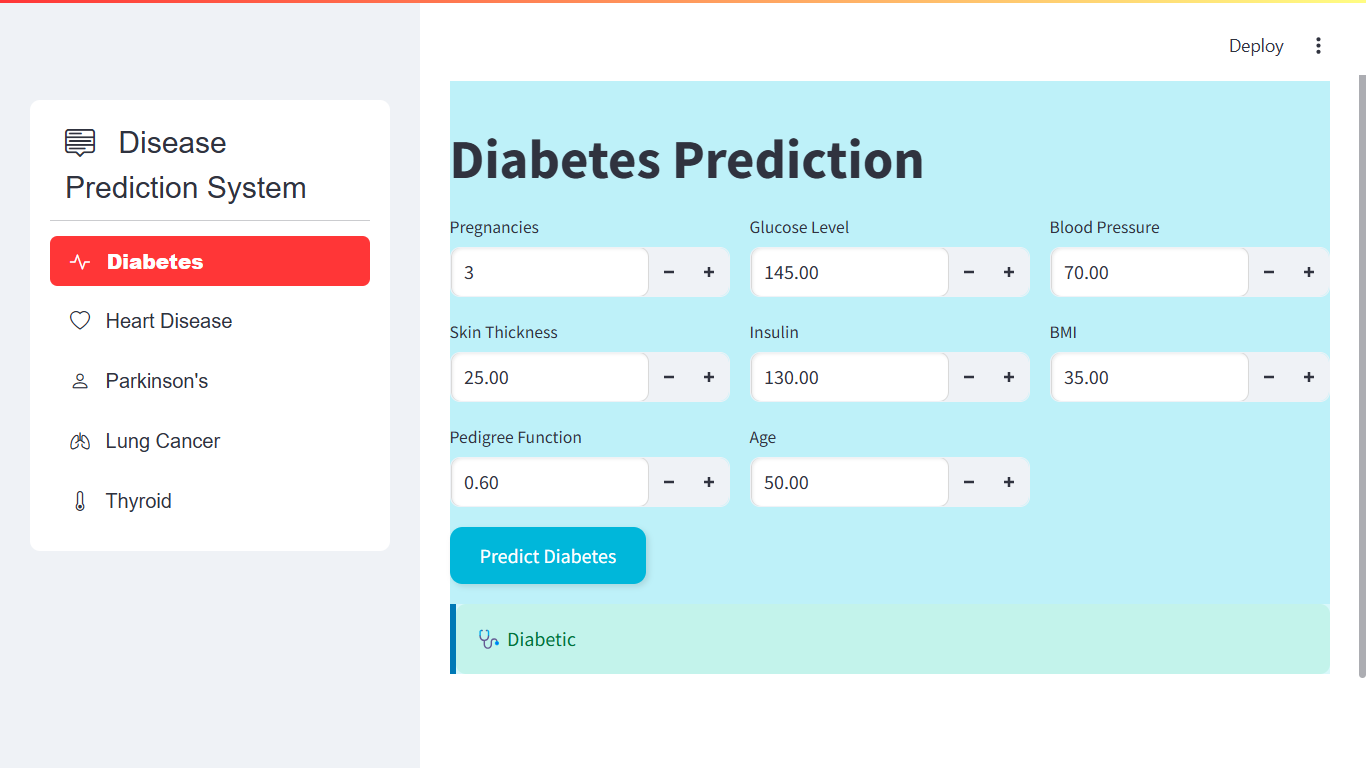 Deploy
Disease
Prediction System
Diabetes
Heart Disease
Parkinson's
Lung Cancer
Thyroid
Diabetes Prediction
Pregnancies Glucose Level Blood Pressure
3 145.00 70.00
Skin Thickness Insulin BMI
25.00 130.00 35.00
Pedigree Function Age
0.60 50.00
Predict Diabetes
Diabetic